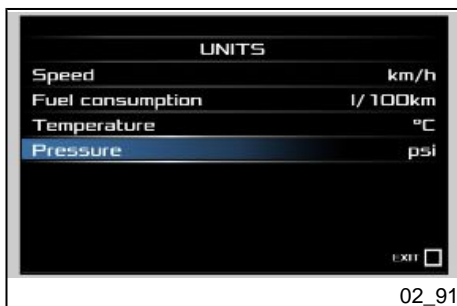 UNITS
Speed km/h
Fuel consumption l/100km
Temperature °C
Pressure psi
EXIT
02_91